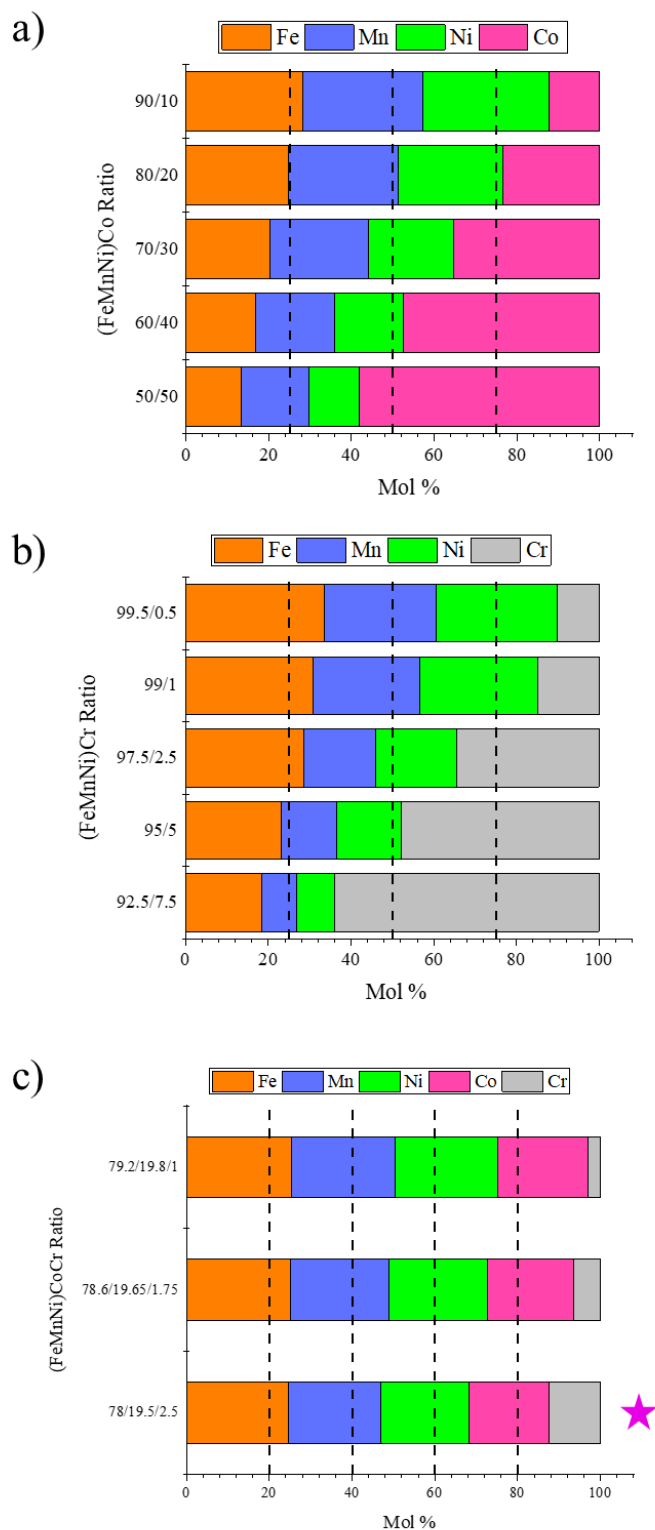 a)
Fe Mn Ni Co
(FeMnNi)Co Ratio
90/10
80/20
70/30
60/40
50/50
0 20 40 60 80 100
Mol %
b)
Fe Mn Ni Cr
(FeMnNi)Cr Ratio
99.5/0.5
99/1
97.5/2.5
95/5
92.5/7.5
0 20 40 60 80 100
Mol %
c)
Fe Mn Ni Co Cr
(FeMnNi)CoCr Ratio
79.2/19.8/1
78.6/19.65/1.75
78/19.5/2.5
0 20 40 60 80 100
Mol %